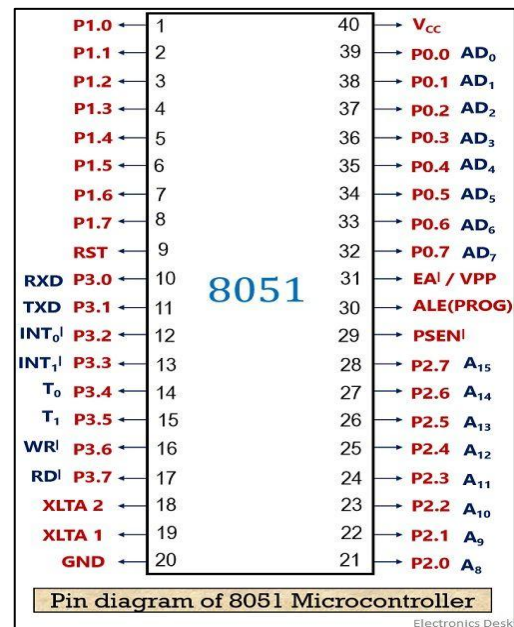 P1.0 1 40 VCC
P1.1 2 39 P0.0 AD0
P1.2 3 38 P0.1 AD1
P1.3 4 37 P0.2 AD2
P1.4 5 36 P0.3 AD3
P1.5 6 35 P0.4 AD4
P1.6 7 34 P0.5 AD5
P1.7 8 33 P0.6 AD6
RST 9 32 P0.7 AD7
RXD P3.0 10 8051 31 EA| / VPP
TXD P3.1 11 30 ALE(PROG)
INT0| P3.2 12 29 PSEN|
INT1| P3.3 13 28 P2.7 A15
T0 P3.4 14 27 P2.6 A14
T1 P3.5 15 26 P2.5 A13
WR| P3.6 16 25 P2.4 A12
RD| P3.7 17 24 P2.3 A11
XLTA 2 18 23 P2.2 A10
XLTA 1 19 22 P2.1 A9
GND 20 21 P2.0 A8
Pin diagram of 8051 Microcontroller
Electronics Desk